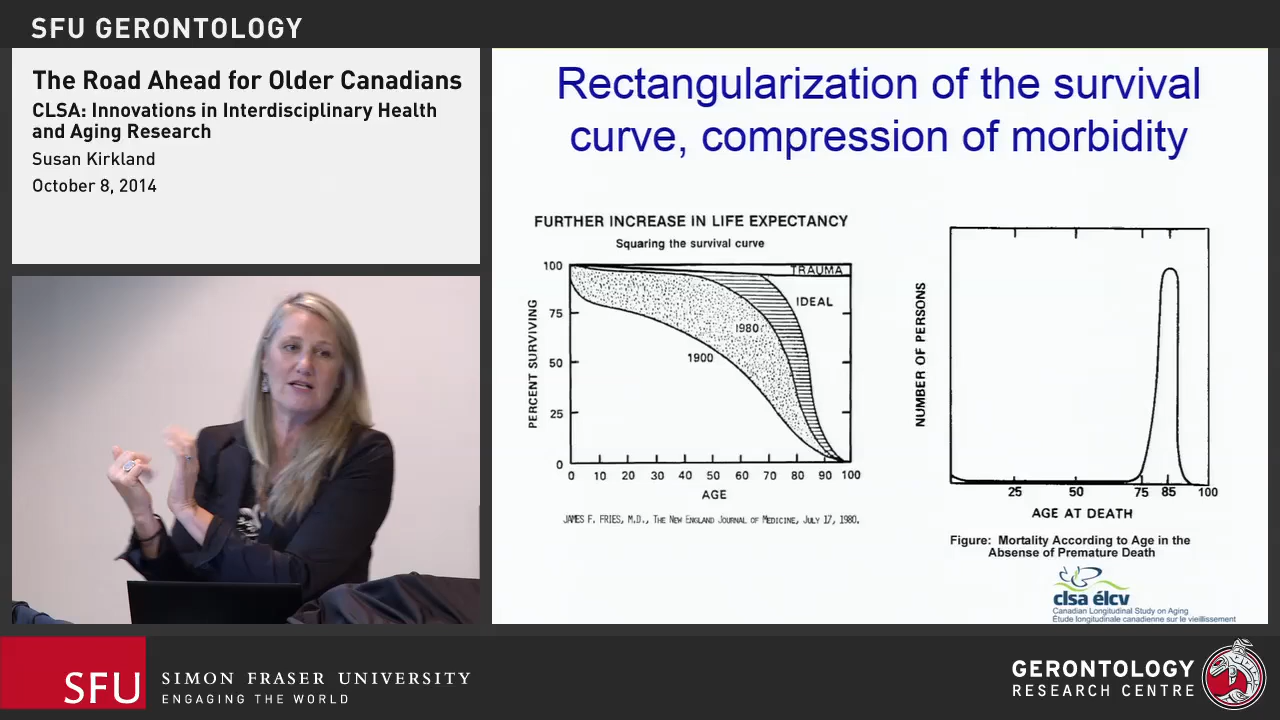 SFU GERONTOLOGY
The Road Ahead for Older Canadians
CLSA: Innovations in Interdisciplinary Health
and Aging Research
Susan Kirkland
October 8, 2014
Rectangularization of the survival
curve, compression of morbidity
FURTHER INCREASE IN LIFE EXPECTANCY
Squaring the survival curve
PERCENT SURVIVING
100
75
50
25
0
TRAUMA
IDEAL
1980
1900
0 10 20 30 40 50 60 70 80 90 100
AGE
JAMES F. FRIES, M.D., THE NEW ENGLAND JOURNAL OF MEDICINE, JULY 17, 1980.
NUMBER OF PERSONS
25 50 75 85 100
AGE AT DEATH
Figure: Mortality According to Age in the
Absense of Premature Death
clsa élcv
Canadian Longitudinal Study on Aging
Étude longitudinale canadienne sur le vieillissement
SFU
SIMON FRASER UNIVERSITY
ENGAGING THE WORLD
GERONTOLOGY
RESEARCH CENTRE